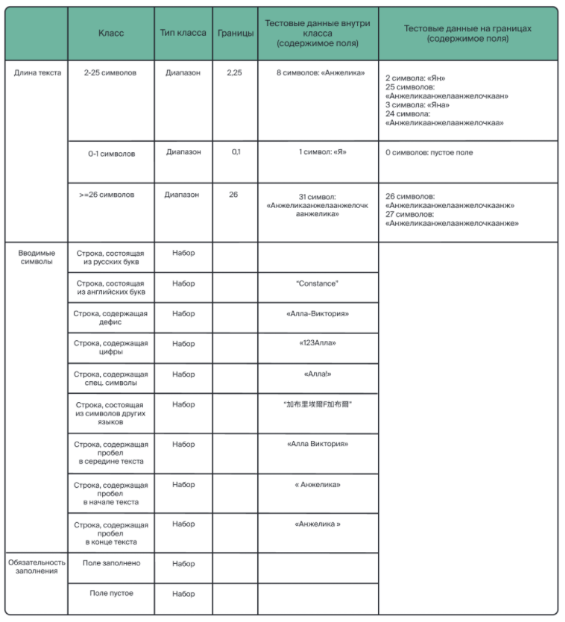 Класс
Тип класса
Границы
Тестовые данные внутри
класса
(содержимое поля)
Тестовые данные на границах
(содержимое поля)
Длина текста
2-25 символов
Диапазон
2,25
8 символов: «Анжелика»
2 символа: «Ян»
25 символов:
«Анжеликаанжелаанжелочкаан»
3 символа: «Яна»
24 символа:
«Анжеликаанжелаанжелочкаа»
0-1 символов
Диапазон
0,1
1 символ: «Я»
0 символов: пустое поле
>=26 символов
Диапазон
26
31 символ:
«Анжеликаанжелаанжелочк
аанжелика»
26 символов:
«Анжеликаанжелаанжелочкаанж»
27 символов:
«Анжеликаанжелаанжелочкаанже»
Вводимые
символы
Строка, состоящая
из русских букв
Набор
Строка, состоящая
из английских букв
Набор
"Constance"
Строка, содержащая
дефис
Набор
«Алла-Виктория»
Строка, содержащая
цифры
Набор
«123Алла»
Строка, содержащая
спец. символы
Набор
«Алла!»
Строка, состоящая
из символов других
языков
Набор
"加布里埃爾F加布爾"
Строка, содержащая
пробел
в середине текста
Набор
«Алла Виктория»
Строка, содержащая
пробел
в начале текста
Набор
« Анжелика»
Строка, содержащая
пробел
в конце текста
Набор
«Анжелика »
Обязательность
заполнения
Поле заполнено
Набор
Поле пустое
Набор